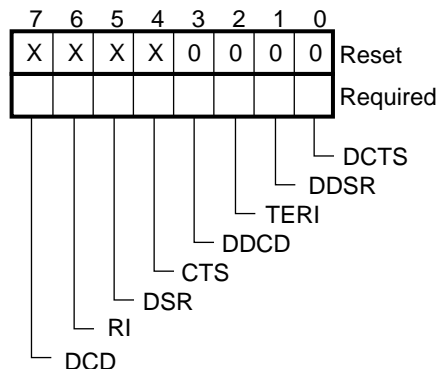 7 6 5 4 3 2 1 0
X X X X 0 0 0 0 Reset
Required
DCTS
DDSR
TERI
DDCD
CTS
DSR
RI
DCD